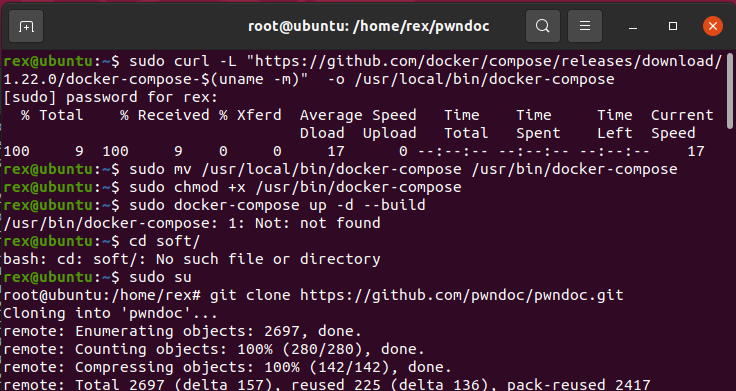 root@ubuntu: /home/rex/pwndoc
rex@ubuntu:~$ sudo curl -L "https://github.com/docker/compose/releases/download/
1.22.0/docker-compose-$(uname -m)"  -o /usr/local/bin/docker-compose
[sudo] password for rex:
  % Total    % Received % Xferd  Average Speed   Time    Time     Time  Current
                                 Dload  Upload   Total   Spent    Left  Speed
100     9  100     9    0     0     17      0 --:--:-- --:--:-- --:--:--    17
rex@ubuntu:~$ sudo mv /usr/local/bin/docker-compose /usr/bin/docker-compose
rex@ubuntu:~$ sudo chmod +x /usr/bin/docker-compose
rex@ubuntu:~$ sudo docker-compose up -d --build
/usr/bin/docker-compose: 1: Not: not found
rex@ubuntu:~$ cd soft/
bash: cd: soft/: No such file or directory
rex@ubuntu:~$ sudo su
root@ubuntu:/home/rex# git clone https://github.com/pwndoc/pwndoc.git
Cloning into 'pwndoc'...
remote: Enumerating objects: 2697, done.
remote: Counting objects: 100% (280/280), done.
remote: Compressing objects: 100% (142/142), done.
remote: Total 2697 (delta 157), reused 225 (delta 136), pack-reused 2417